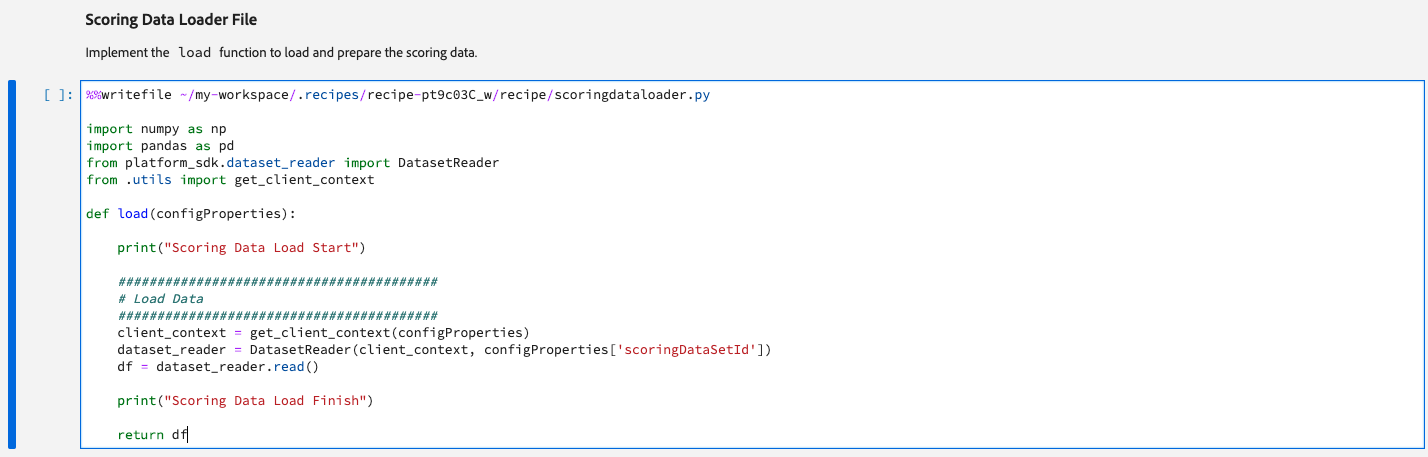 Scoring Data Loader File
Implement the load function to load and prepare the scoring data.
[ ]:
%%writefile ~/my-workspace/.recipes/recipe-pt9c03C_w/recipe/scoringdataloader.py
import numpy as np
import pandas as pd
from platform_sdk.dataset_reader import DatasetReader
from .utils import get_client_context
def load(configProperties):
print("Scoring Data Load Start")
#########################################
# Load Data
#########################################
client_context = get_client_context(configProperties)
dataset_reader = DatasetReader(client_context, configProperties['scoringDataSetId'])
df = dataset_reader.read()
print("Scoring Data Load Finish")
return df